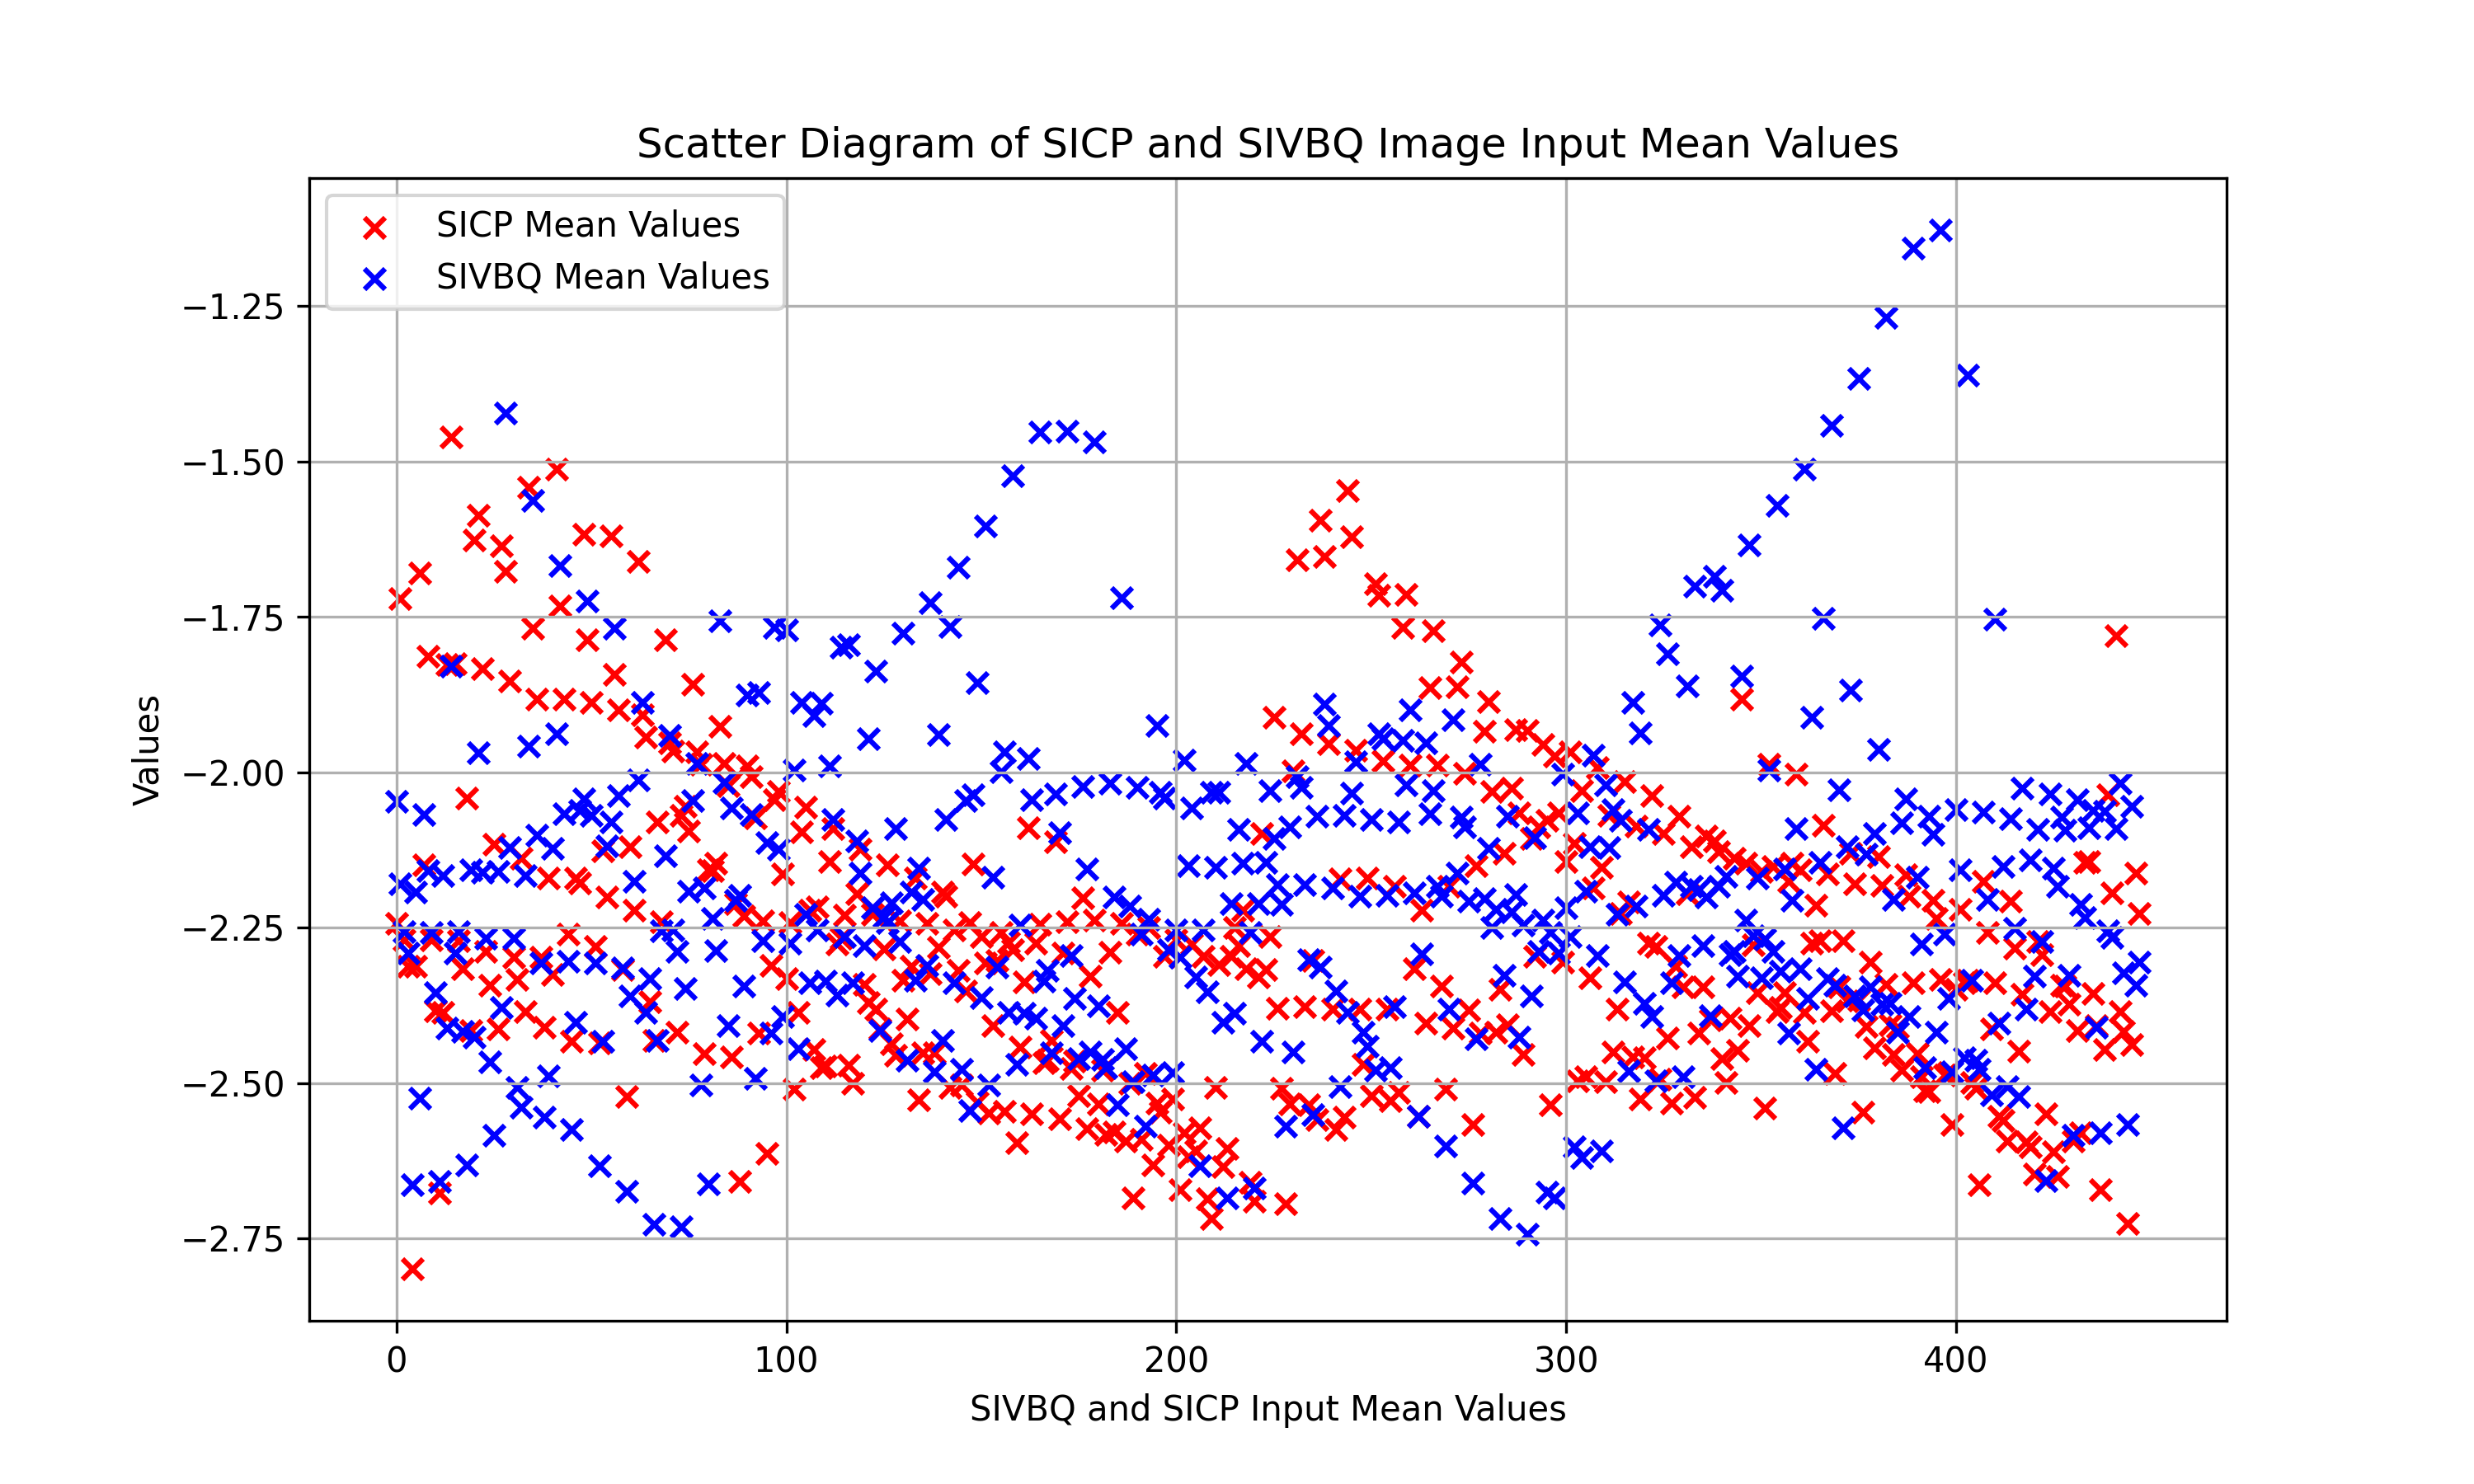 Scatter Diagram of SICP and SIVBQ Image Input Mean Values
SICP Mean Values
SIVBQ Mean Values
−1.25
−1.50
−1.75
−2.00
−2.25
−2.50
−2.75
Values
0 100 200 300 400
SIVBQ and SICP Input Mean Values